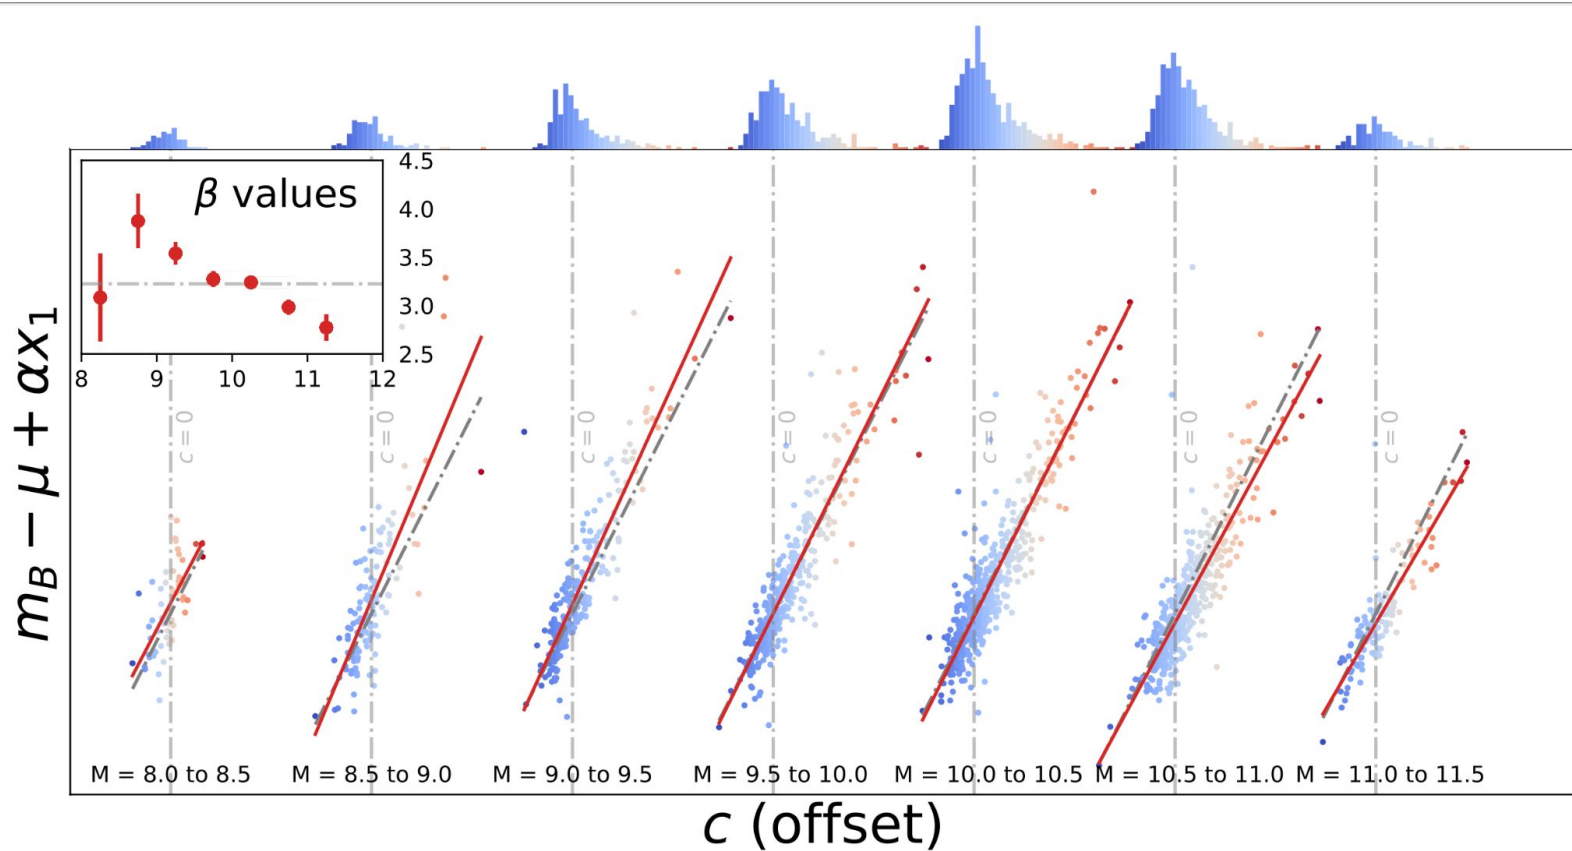 β values
4.5
4.0
3.5
3.0
2.5
8 9 10 11 12
c = 0
c = 0
c = 0
c = 0
c = 0
c = 0
c = 0
M = 8.0 to 8.5
M = 8.5 to 9.0
M = 9.0 to 9.5
M = 9.5 to 10.0
M = 10.0 to 10.5
M = 10.5 to 11.0
M = 11.0 to 11.5
m_B − μ + αx₁
c (offset)